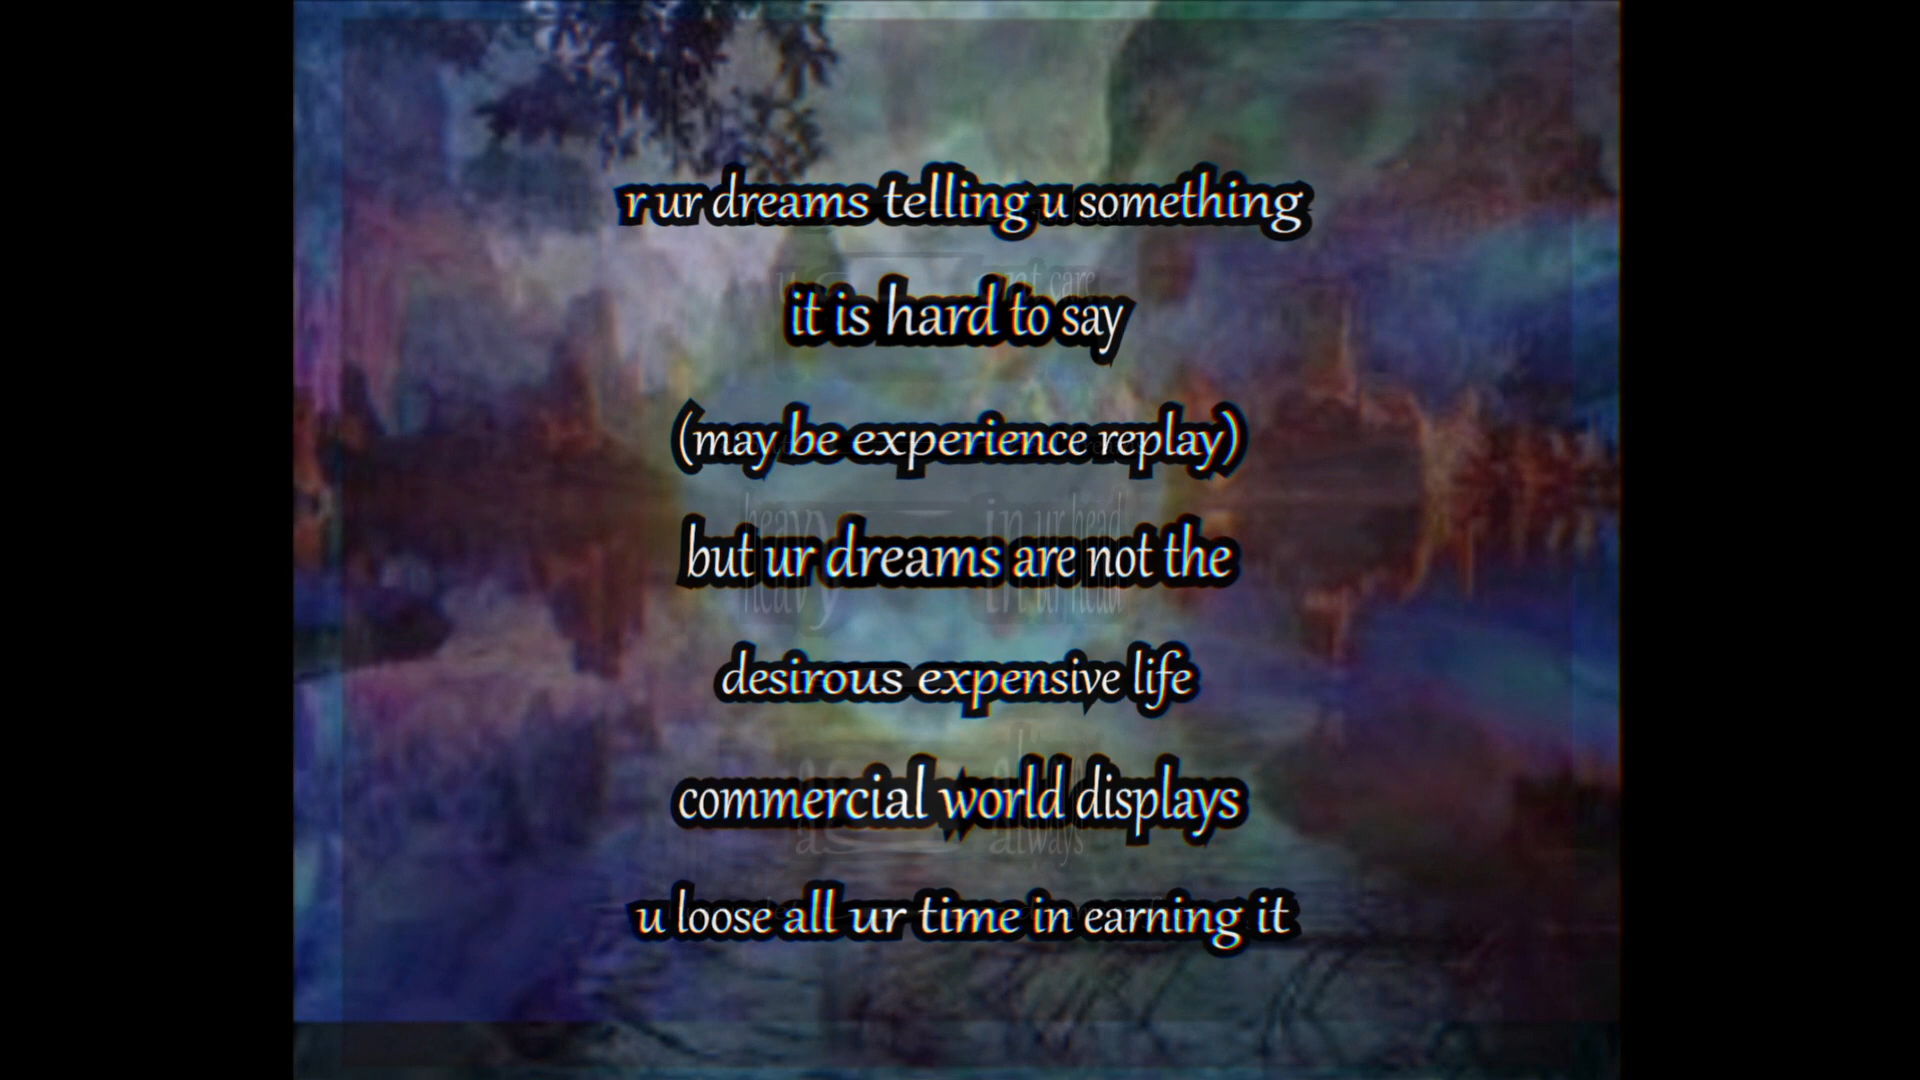 r ur dreams telling u something
it is hard to say
(may be experience replay)
but ur dreams are not the
desirous expensive life
commercial world displays
u loose all ur time in earning it